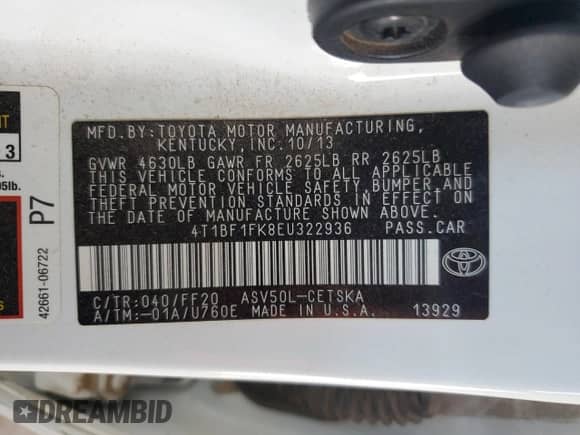 MFD.BY:TOYOTA MOTOR MANUFACTURING,
KENTUCKY, INC. 10/13
GVWR 4630LB GAWR FR 2625LB RR 2625LB
THIS VEHICLE CONFORMS TO ALL APPLICABLE
FEDERAL MOTOR VEHICLE SAFETY, BUMPER, AND
THEFT PREVENTION STANDARDS IN EFFECT ON
THE DATE OF MANUFACTURE SHOWN ABOVE.
4T1BF1FK8EU322936 PASS.CAR
C/TR:040/FF20 ASV50L-CETSKA
A/TM:-01A/U760E MADE IN U.S.A. 13929
TOYOTA
P7
42661-06722
3
05lb.
DREAMBID